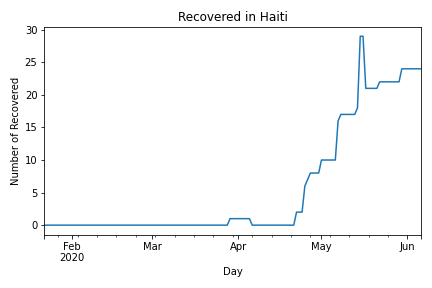 Recovered in Haiti
Number of Recovered
30
25
20
15
10
5
0
Feb
2020
Mar
Apr
May
Jun
Day